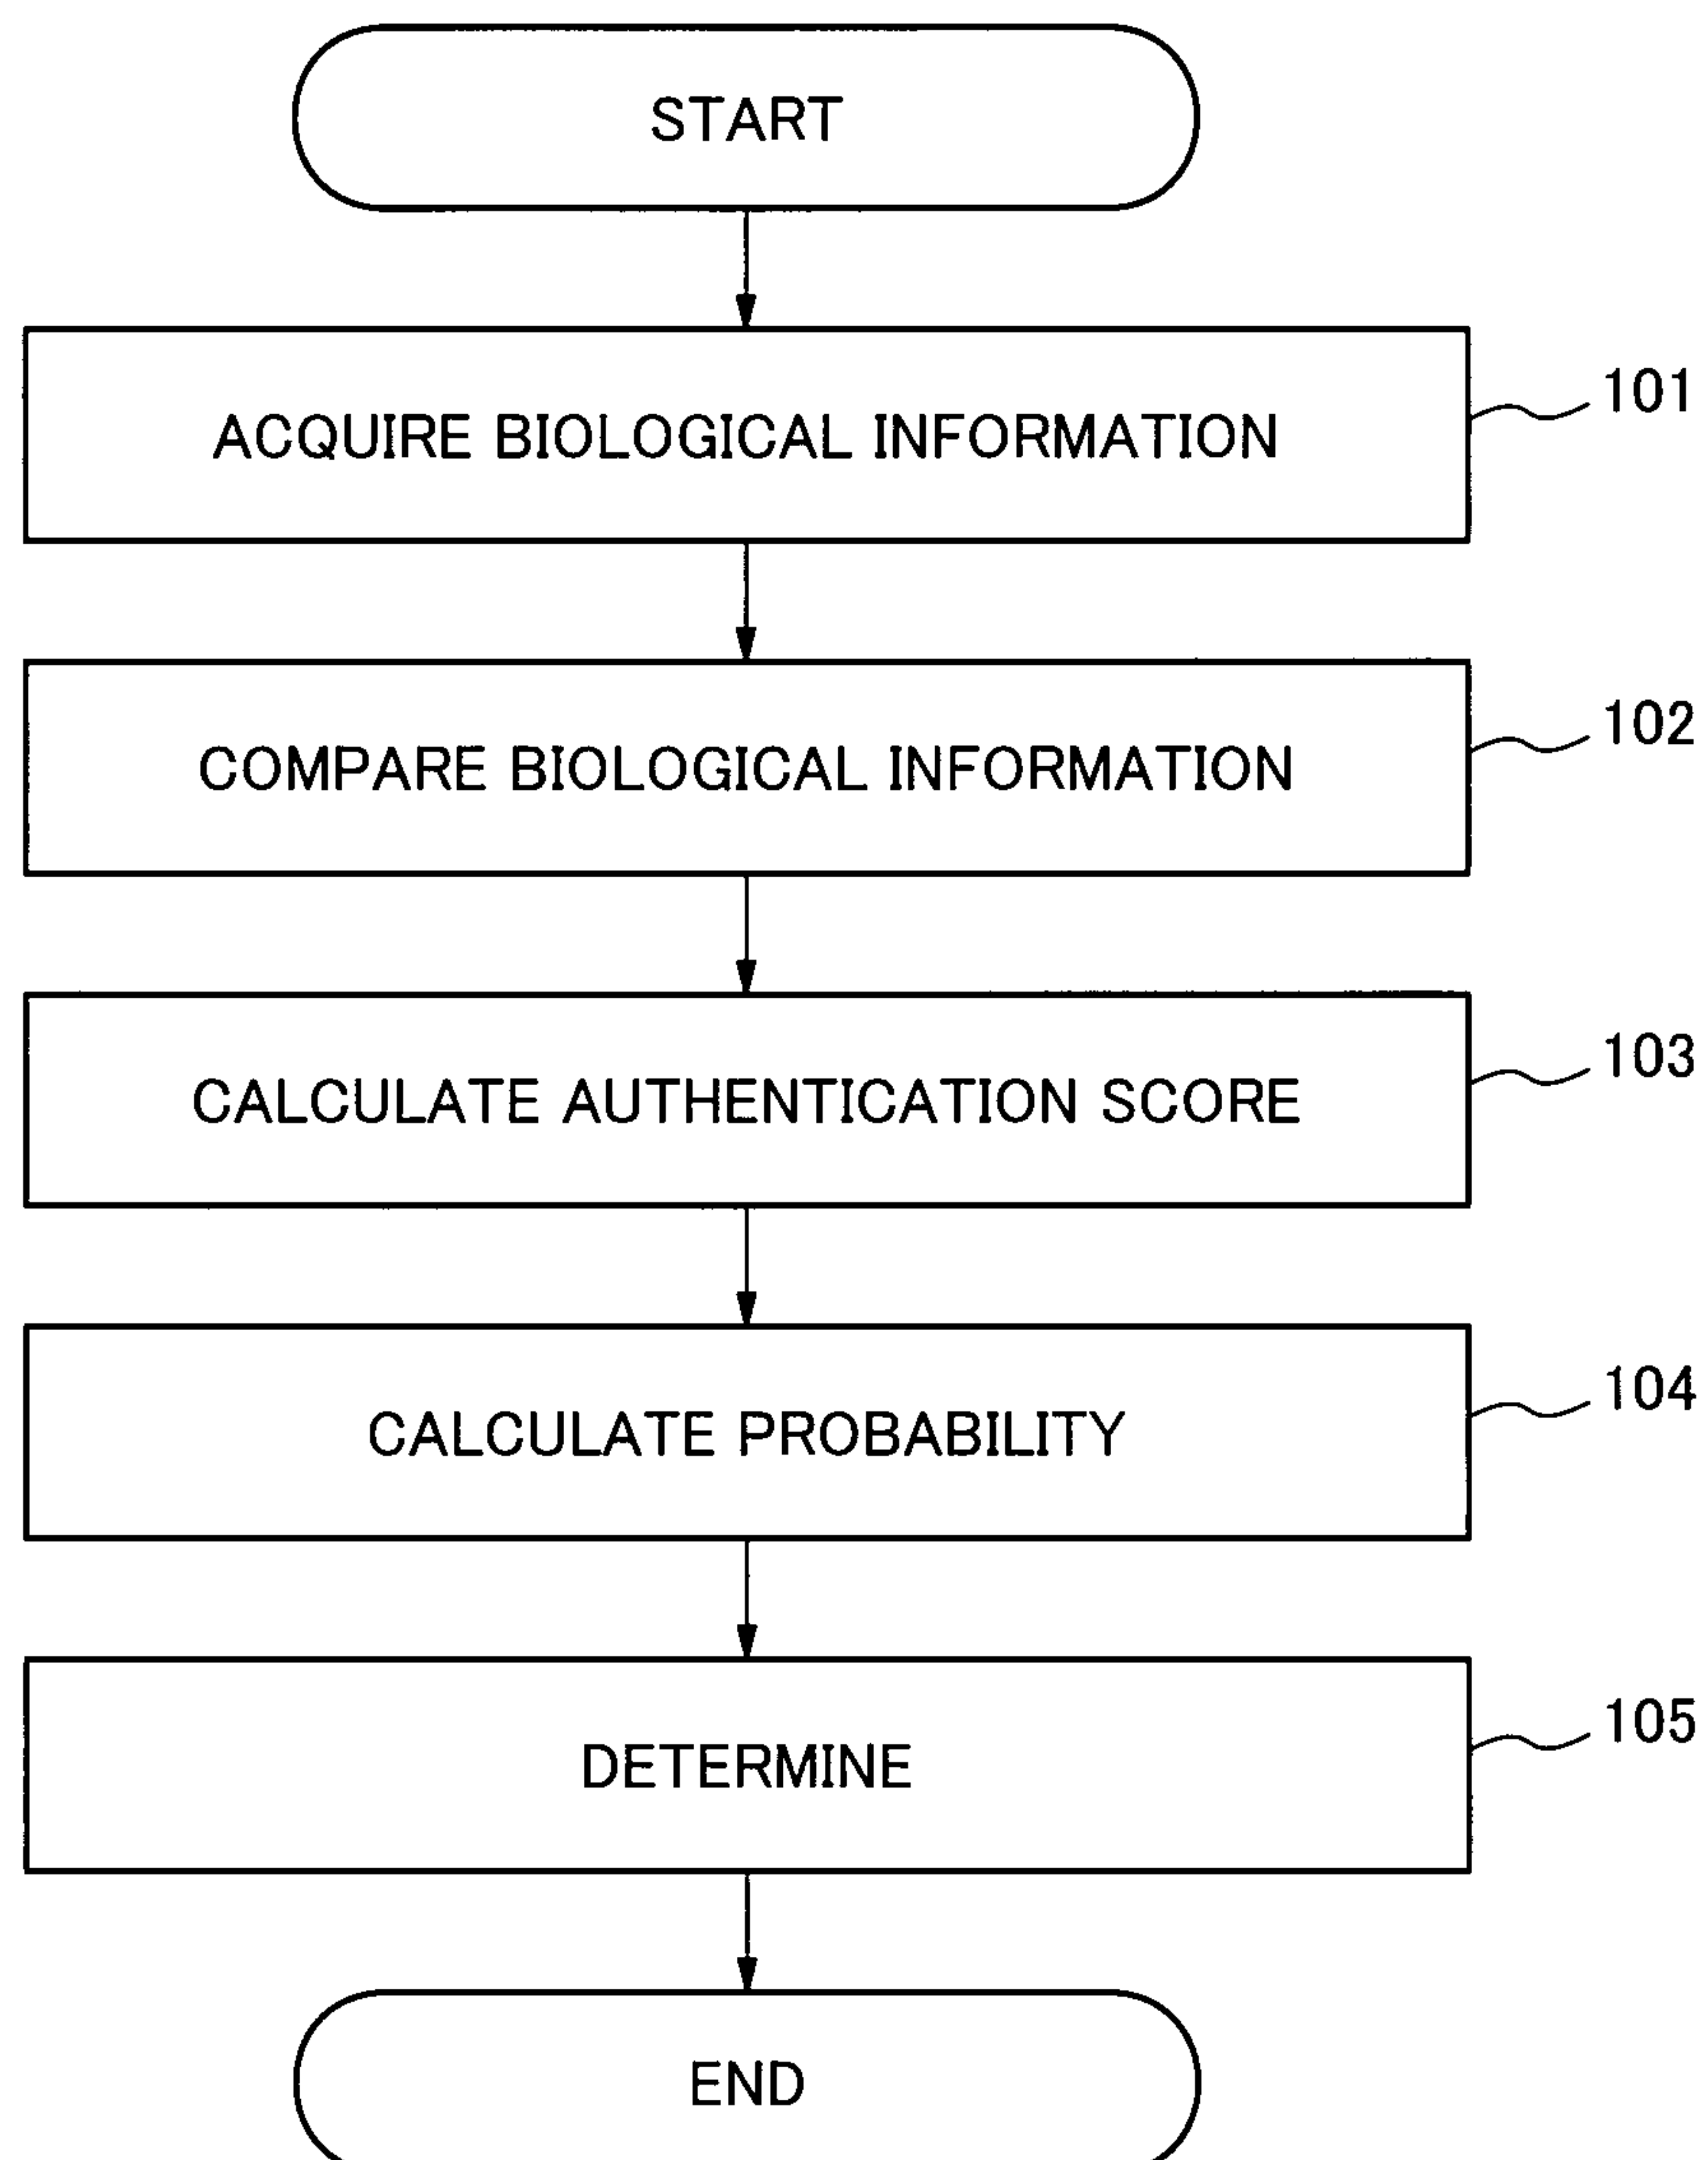 START
ACQUIRE BIOLOGICAL INFORMATION
101
COMPARE BIOLOGICAL INFORMATION
102
CALCULATE AUTHENTICATION SCORE
103
CALCULATE PROBABILITY
104
DETERMINE
105
END